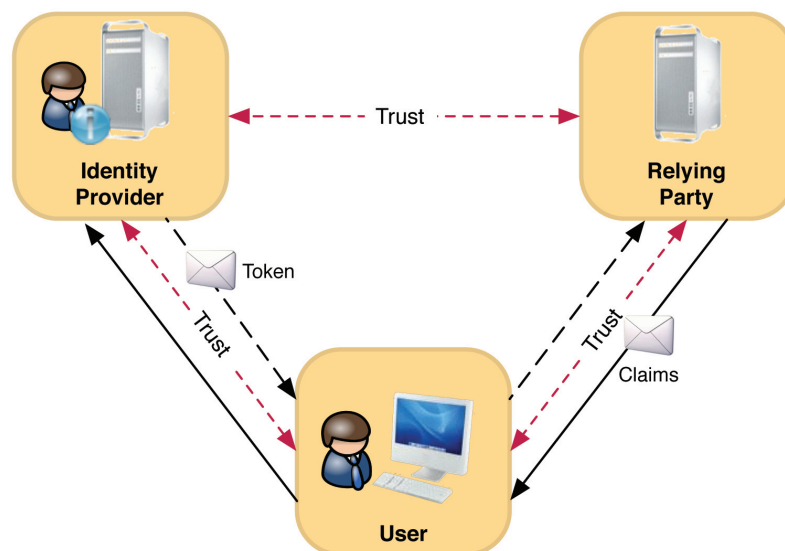 Trust
Identity
Provider
Relying
Party
Token
Trust
Trust
Claims
User